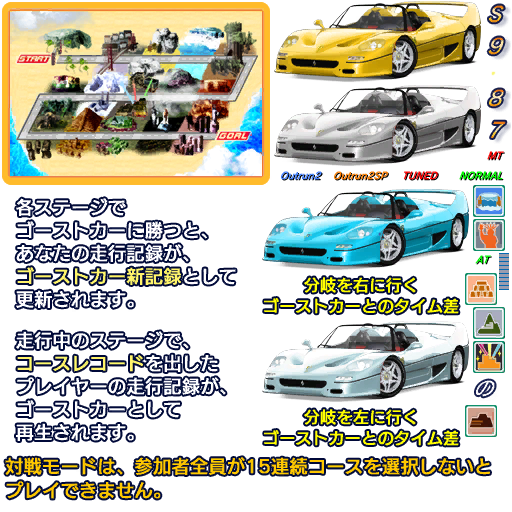 START
GOAL
S
9
8
7
MT
Outrun2 Outrun2SP TUNED NORMAL
AT
各ステージで
ゴーストカーに勝つと、
あなたの走行記録が、
ゴーストカー新記録として
更新されます。
分岐を右に行く
ゴーストカーとのタイム差
走行中のステージで、
コースレコードを出した
プレイヤーの走行記録が、
ゴーストカーとして
再生されます。
の
分岐を左に行く
ゴーストカーとのタイム差
対戦モードは、参加者全員が15連続コースを選択しないと
プレイできません。